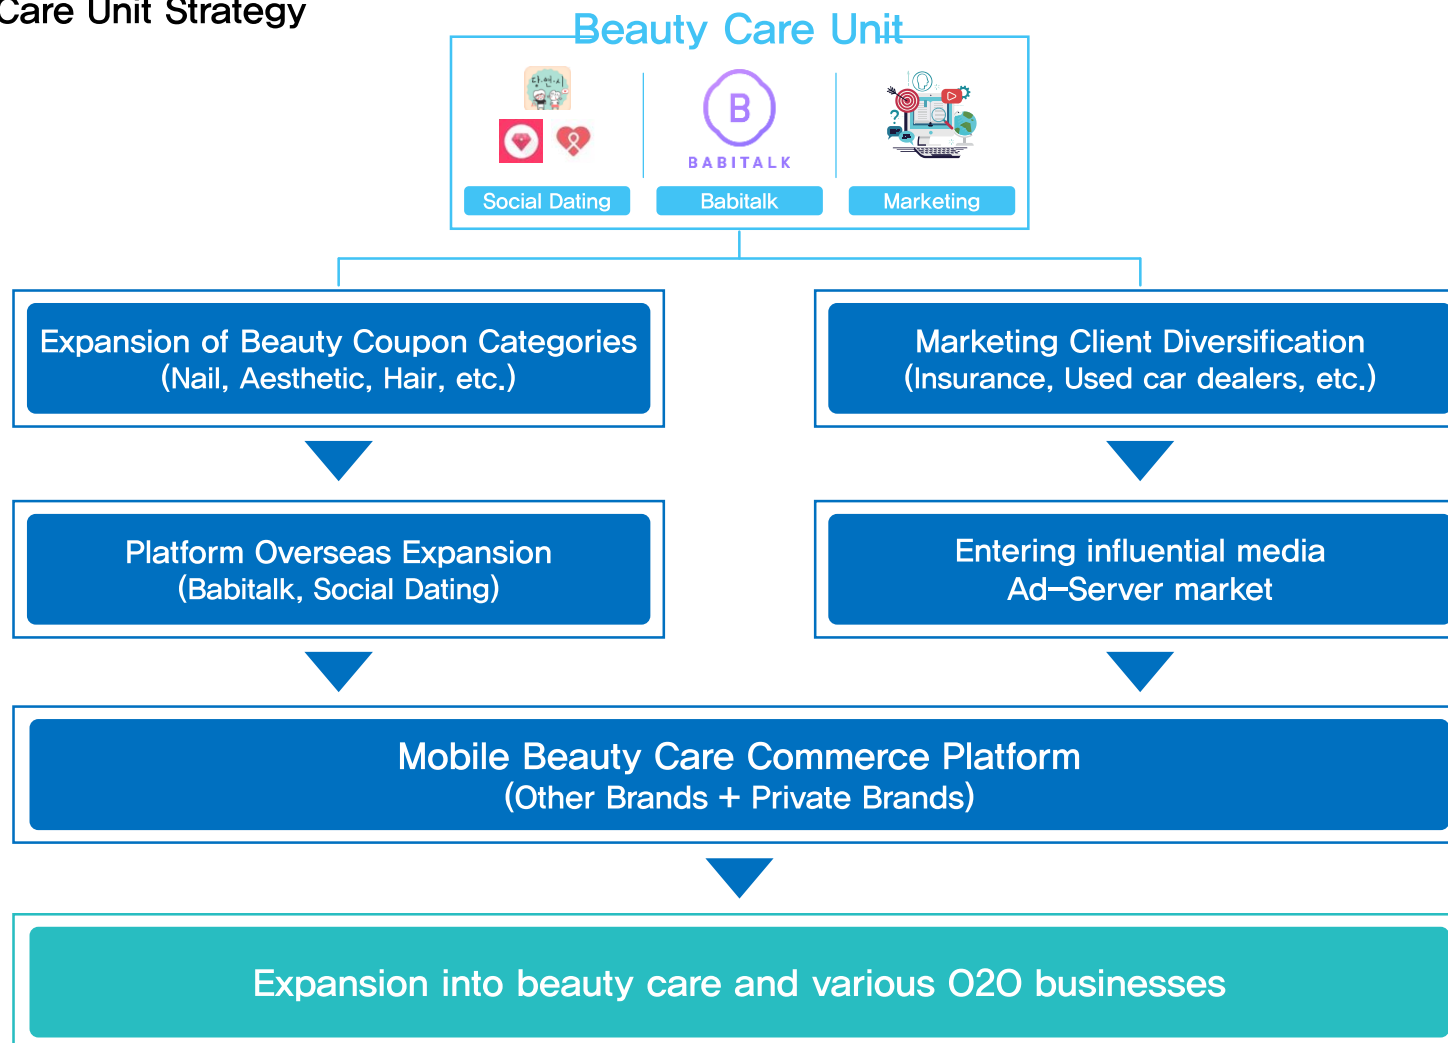 Care Unit Strategy
Beauty Care Unit
당연시
B
BABITALK
Social Dating
Babitalk
Marketing
Expansion of Beauty Coupon Categories
(Nail, Aesthetic, Hair, etc.)
Marketing Client Diversification
(Insurance, Used car dealers, etc.)
Platform Overseas Expansion
(Babitalk, Social Dating)
Entering influential media
Ad-Server market
Mobile Beauty Care Commerce Platform
(Other Brands + Private Brands)
Expansion into beauty care and various O2O businesses